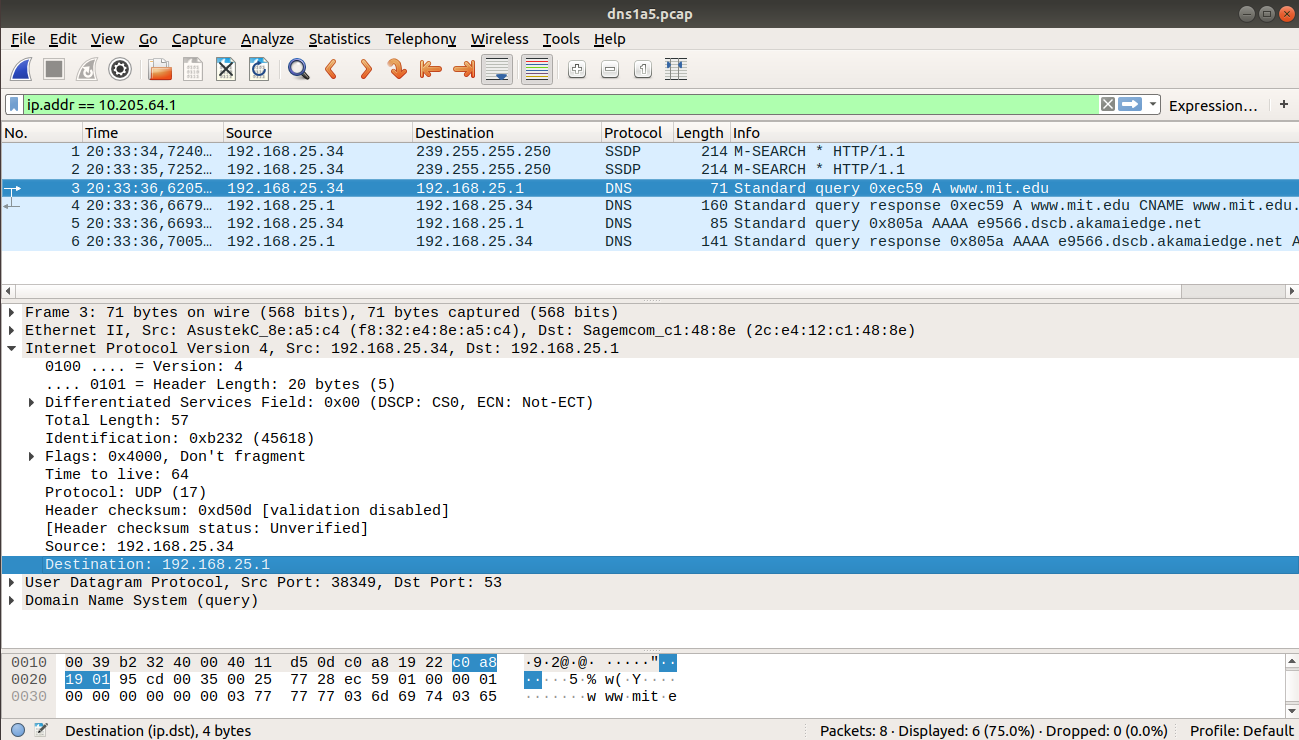 dns1a5.pcap
File Edit View Go Capture Analyze Statistics Telephony Wireless Tools Help
ip.addr == 10.205.64.1 Expression… +
No. Time Source Destination Protocol Length Info
1 20:33:34,7240… 192.168.25.34 239.255.255.250 SSDP 214 M-SEARCH * HTTP/1.1
2 20:33:35,7252… 192.168.25.34 239.255.255.250 SSDP 214 M-SEARCH * HTTP/1.1
3 20:33:36,6205… 192.168.25.34 192.168.25.1 DNS 71 Standard query 0xec59 A www.mit.edu
4 20:33:36,6679… 192.168.25.1 192.168.25.34 DNS 160 Standard query response 0xec59 A www.mit.edu CNAME www.mit.edu.
5 20:33:36,6693… 192.168.25.34 192.168.25.1 DNS 85 Standard query 0x805a AAAA e9566.dscb.akamaiedge.net
6 20:33:36,7005… 192.168.25.1 192.168.25.34 DNS 141 Standard query response 0x805a AAAA e9566.dscb.akamaiedge.net A
Frame 3: 71 bytes on wire (568 bits), 71 bytes captured (568 bits)
Ethernet II, Src: AsustekC_8e:a5:c4 (f8:32:e4:8e:a5:c4), Dst: Sagemcom_c1:48:8e (2c:e4:12:c1:48:8e)
Internet Protocol Version 4, Src: 192.168.25.34, Dst: 192.168.25.1
0100 .... = Version: 4
.... 0101 = Header Length: 20 bytes (5)
Differentiated Services Field: 0x00 (DSCP: CS0, ECN: Not-ECT)
Total Length: 57
Identification: 0xb232 (45618)
Flags: 0x4000, Don't fragment
Time to live: 64
Protocol: UDP (17)
Header checksum: 0xd50d [validation disabled]
[Header checksum status: Unverified]
Source: 192.168.25.34
Destination: 192.168.25.1
User Datagram Protocol, Src Port: 38349, Dst Port: 53
Domain Name System (query)
0010 00 39 b2 32 40 00 40 11 d5 0d c0 a8 19 22 c0 a8 ·9·2@·@· ·····"··
0020 19 01 95 cd 00 35 00 25 77 28 ec 59 01 00 00 01 ·····5·% w(·Y····
0030 00 00 00 00 00 00 03 77 77 77 03 6d 69 74 03 65 ·······w ww·mit·e
Destination (ip.dst), 4 bytes Packets: 8 · Displayed: 6 (75.0%) · Dropped: 0 (0.0%) Profile: Default